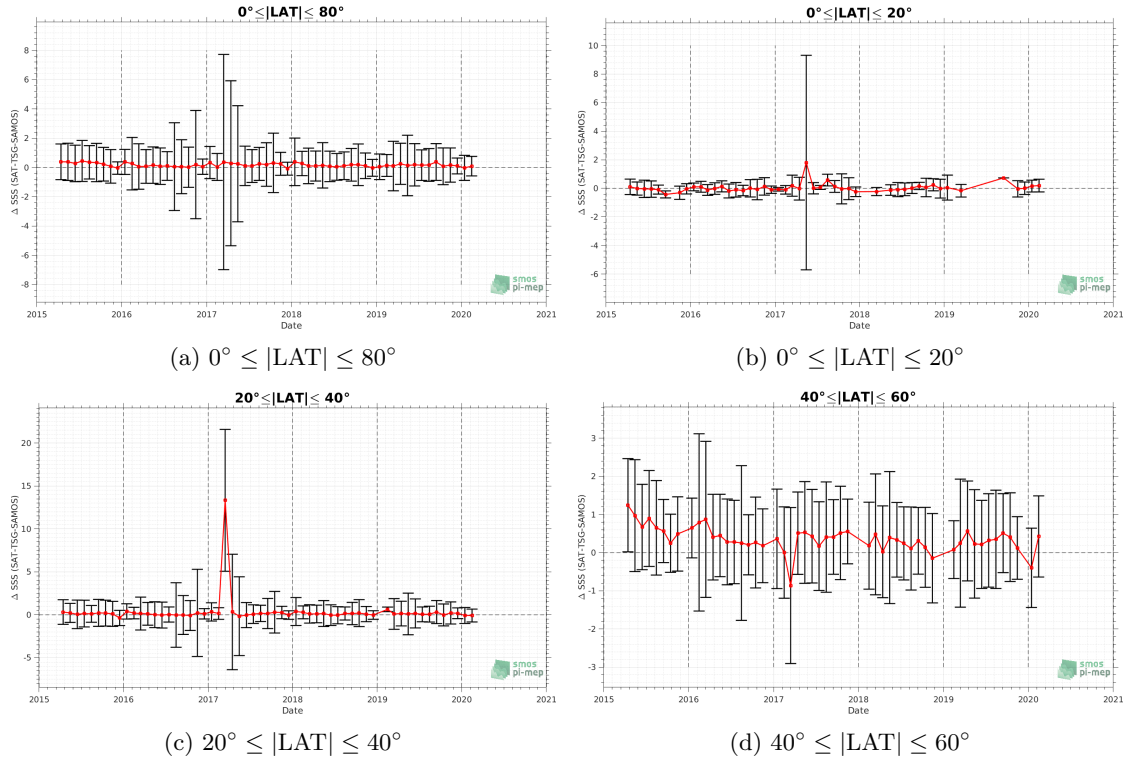 0°≤|LAT|≤ 80°
Δ SSS (SAT-TSG-SAMOS)
8
6
4
2
0
-2
-4
-6
-8
2015 2016 2017 2018 2019 2020 2021
Date
smos
pi-mep
(a) 0° ≤ |LAT| ≤ 80°
0°≤|LAT|≤ 20°
Δ SSS (SAT-TSG-SAMOS)
10
8
6
4
2
0
-2
-4
-6
2015 2016 2017 2018 2019 2020 2021
Date
smos
pi-mep
(b) 0° ≤ |LAT| ≤ 20°
20°≤|LAT|≤ 40°
Δ SSS (SAT-TSG-SAMOS)
20
15
10
5
0
-5
2015 2016 2017 2018 2019 2020 2021
Date
smos
pi-mep
(c) 20° ≤ |LAT| ≤ 40°
40°≤|LAT|≤ 60°
Δ SSS (SAT-TSG-SAMOS)
3
2
1
0
-1
-2
-3
2015 2016 2017 2018 2019 2020 2021
Date
smos
pi-mep
(d) 40° ≤ |LAT| ≤ 60°